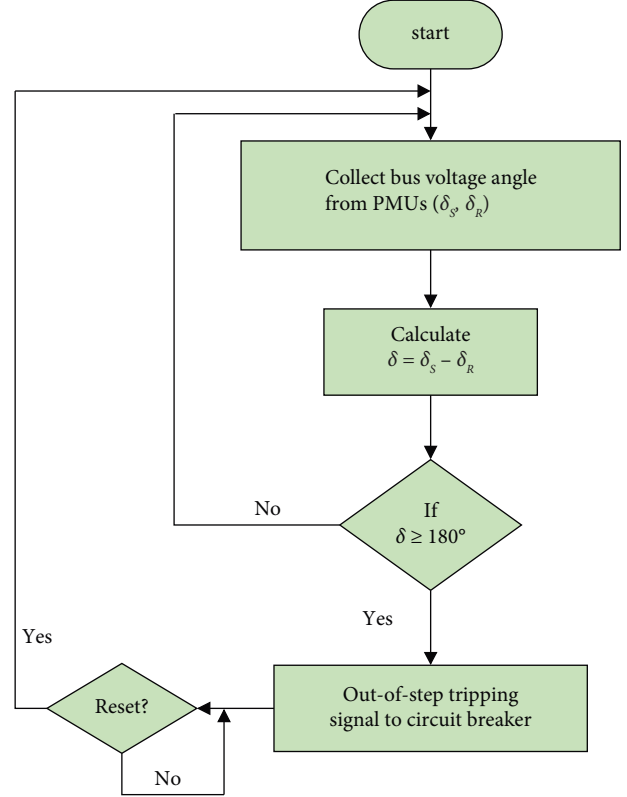 start
Collect bus voltage angle
from PMUs (δS, δR)
Calculate
δ = δS – δR
If
δ ≥ 180°
No
Yes
Out-of-step tripping
signal to circuit breaker
Reset?
Yes
No